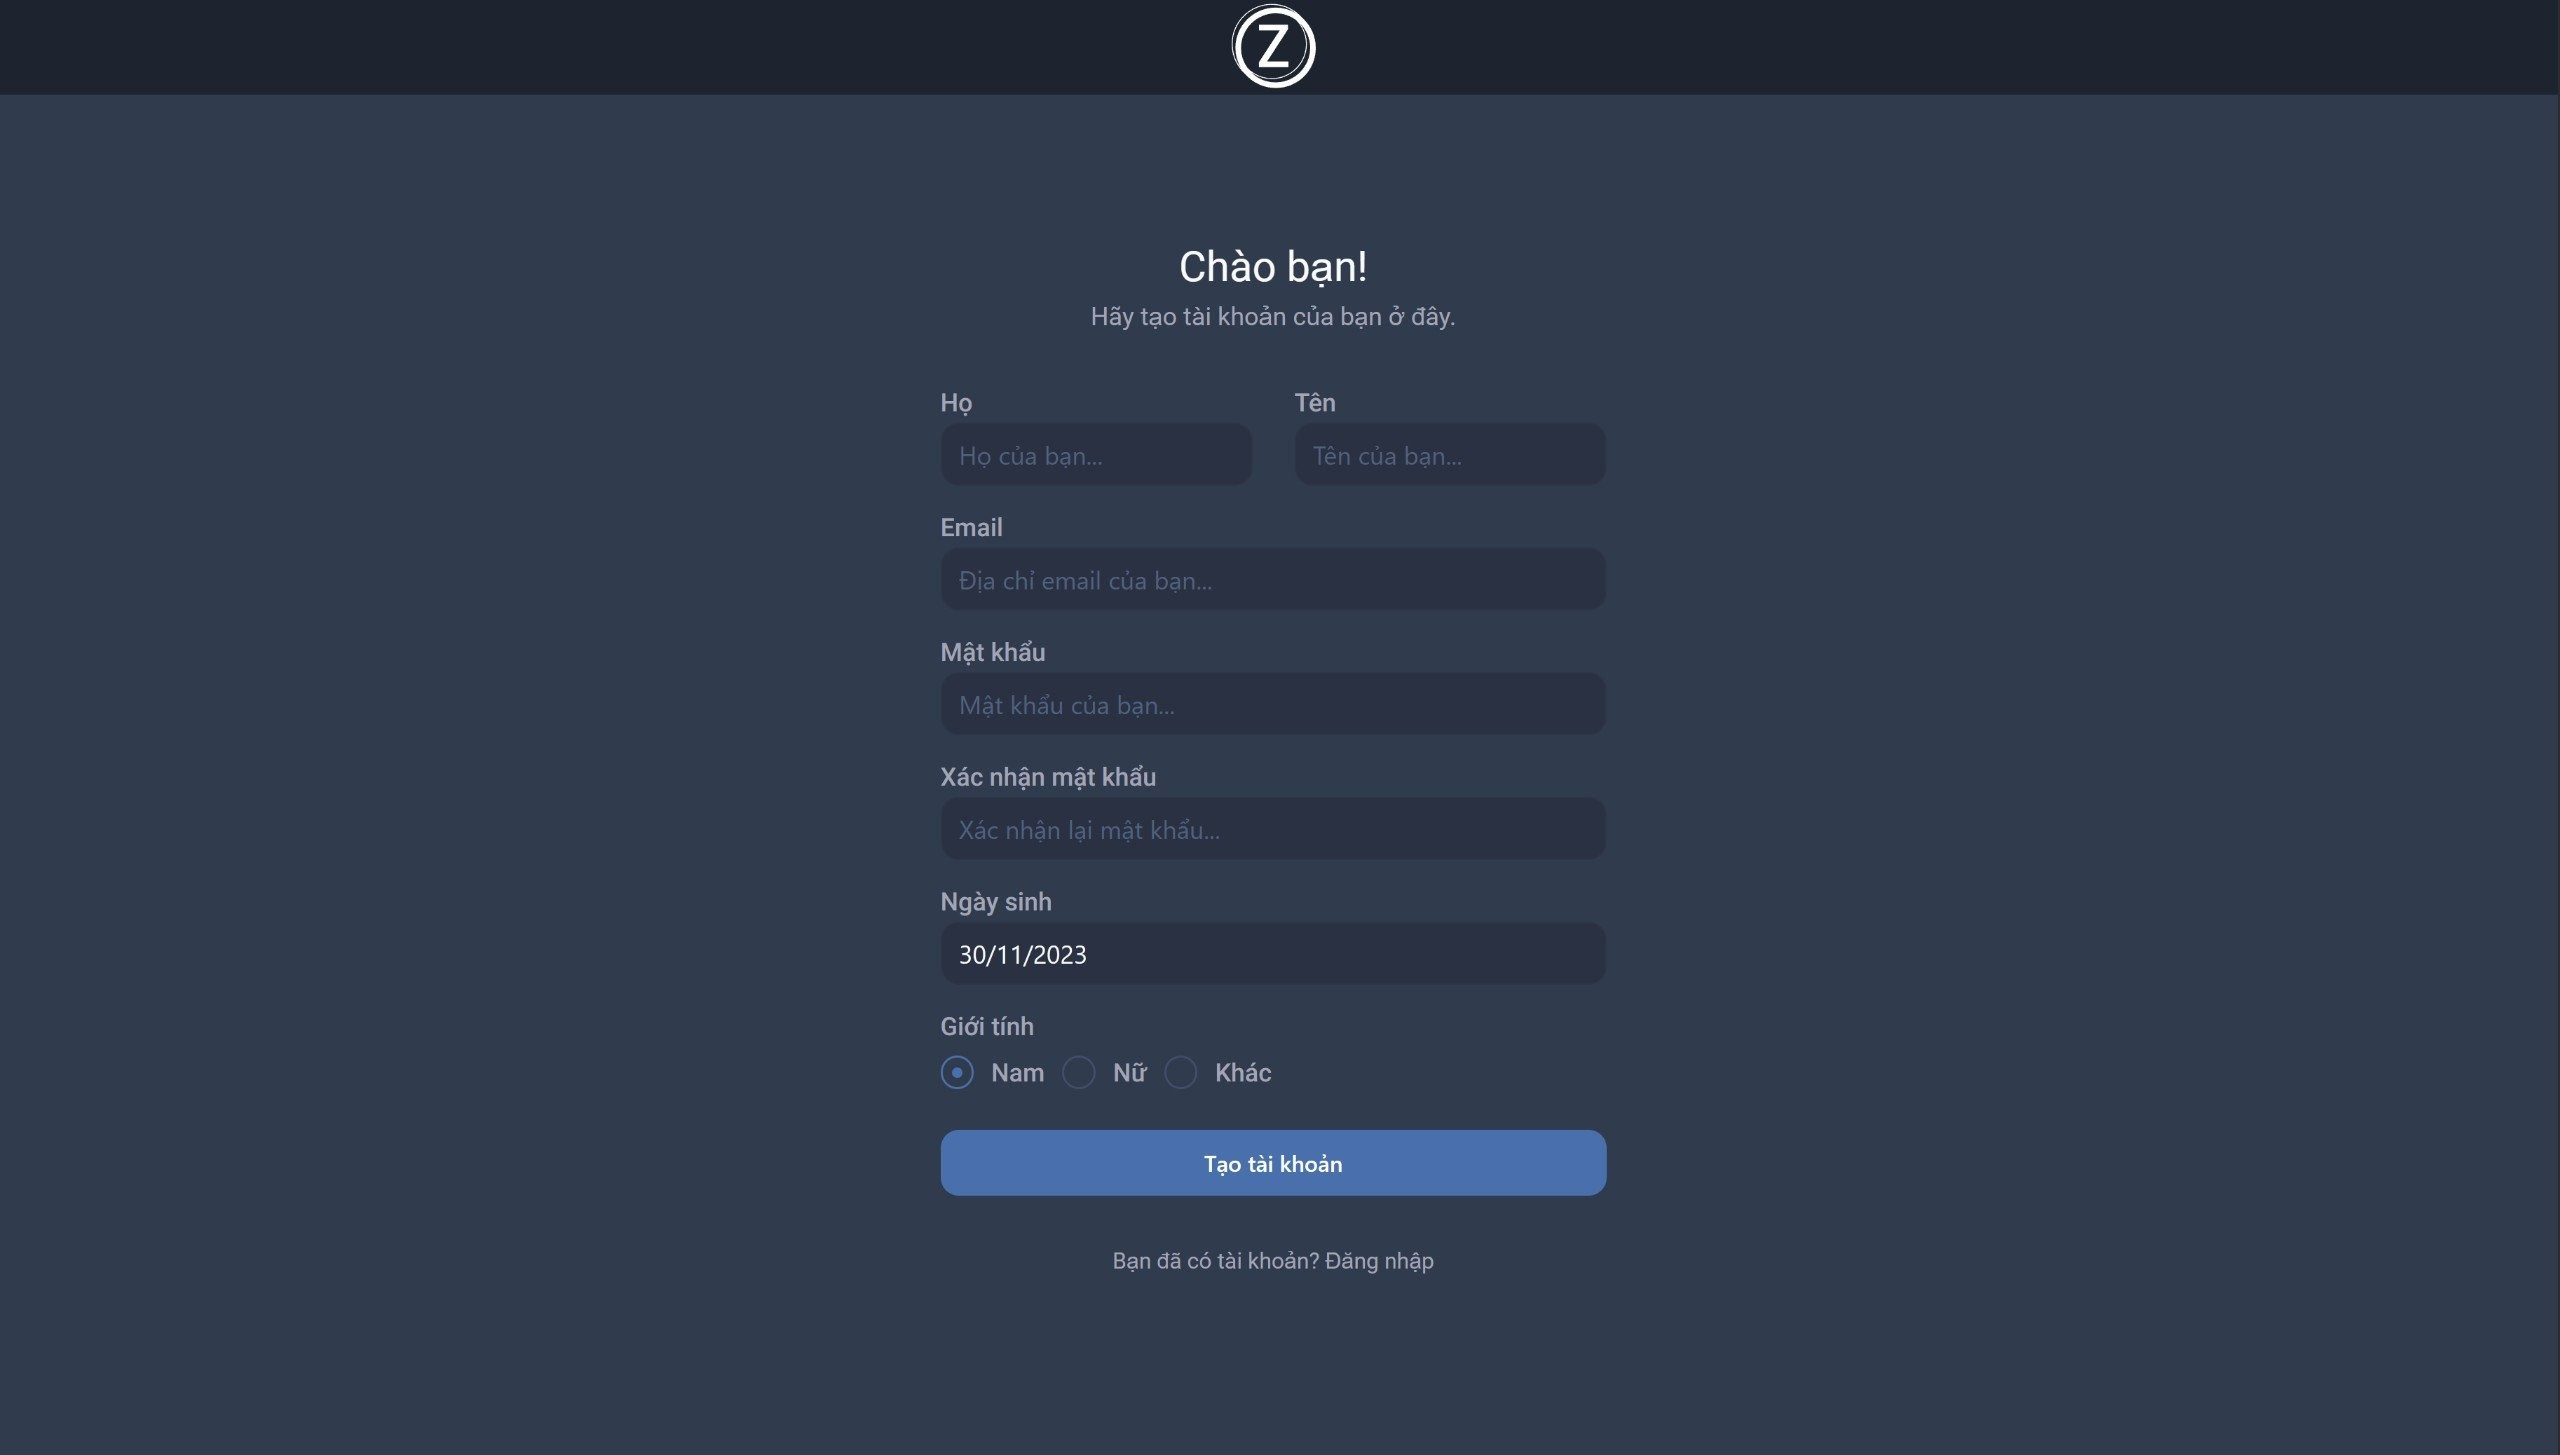 Z
Chào bạn!
Hãy tạo tài khoản của bạn ở đây.
Họ Tên
Họ của bạn... Tên của bạn...
Email
Địa chỉ email của bạn...
Mật khẩu
Mật khẩu của bạn...
Xác nhận mật khẩu
Xác nhận lại mật khẩu...
Ngày sinh
30/11/2023
Giới tính
Nam Nữ Khác
Tạo tài khoản
Bạn đã có tài khoản? Đăng nhập